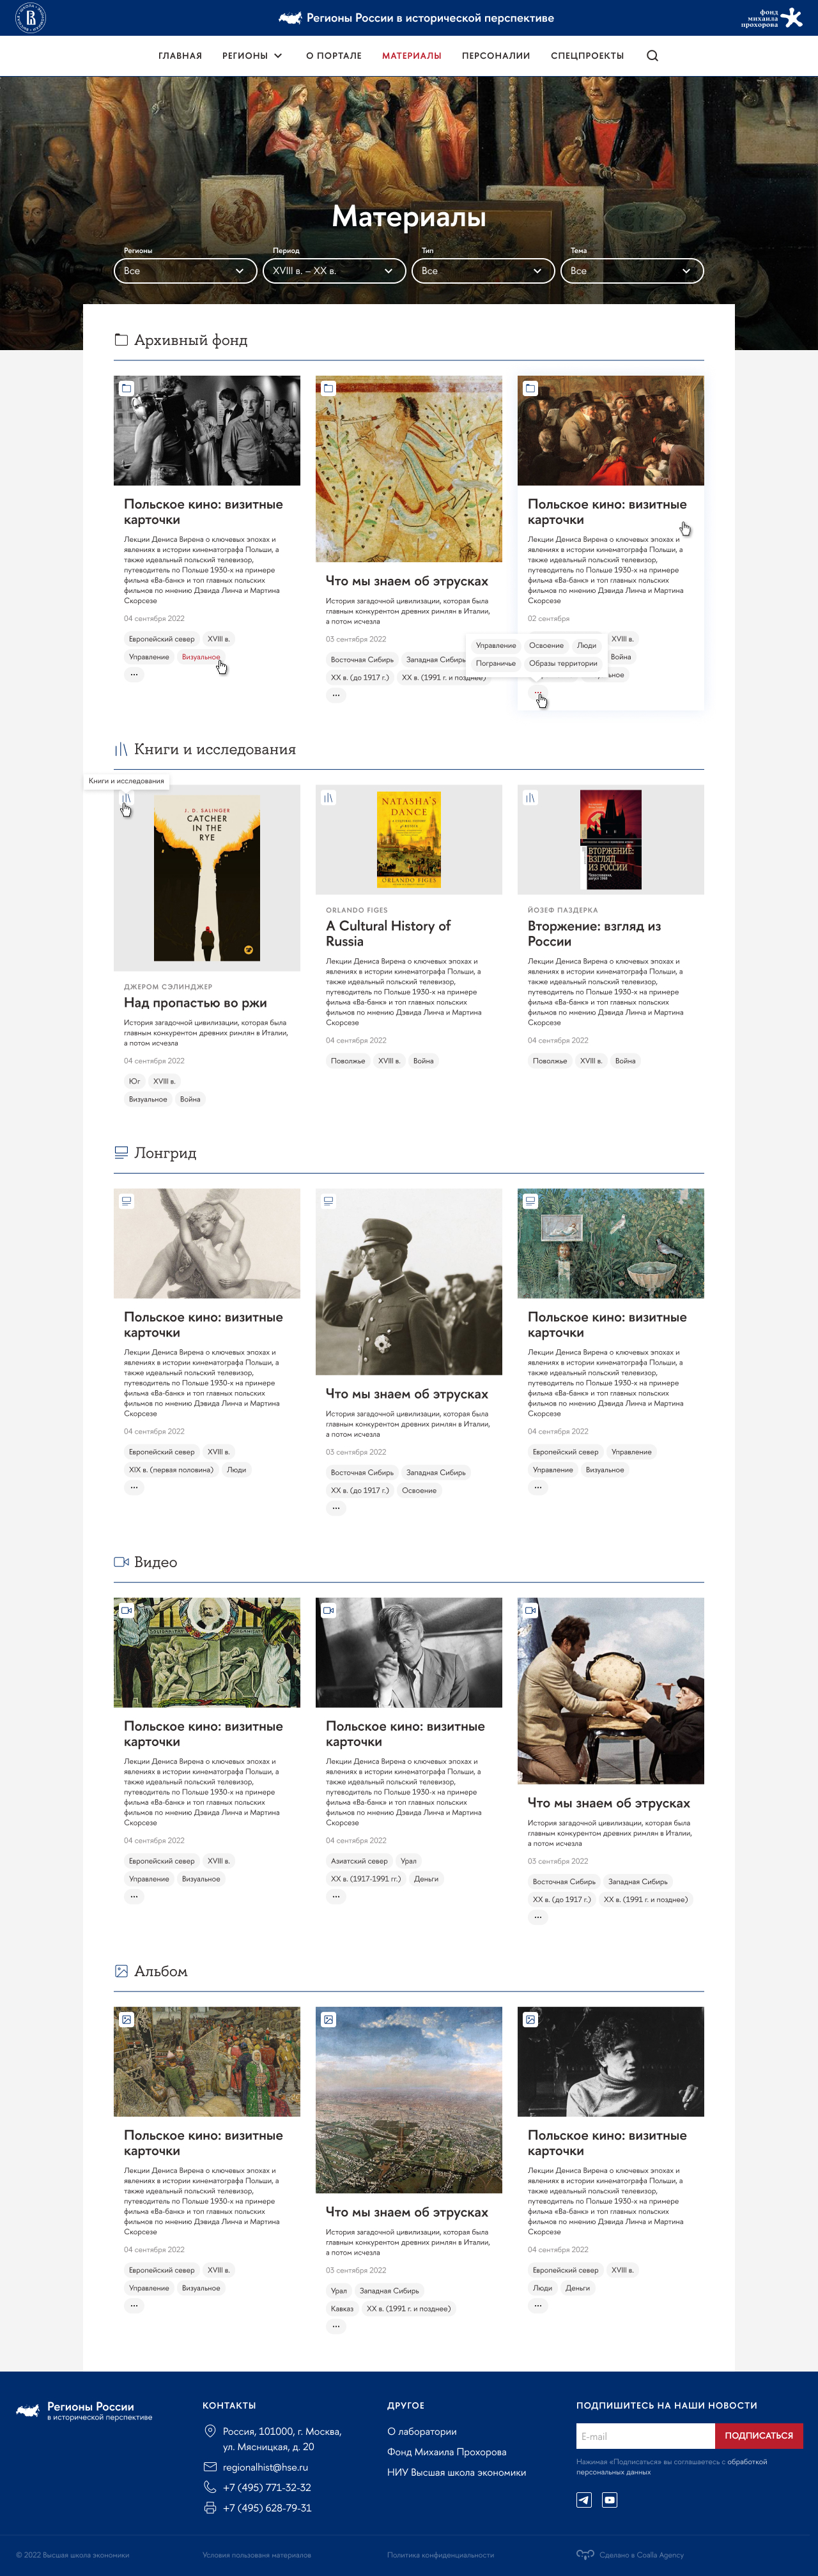 Регионы России в исторической перспективе
фонд
михаила
прохорова
ГЛАВНАЯ РЕГИОНЫ О ПОРТАЛЕ МАТЕРИАЛЫ ПЕРСОНАЛИИ СПЕЦПРОЕКТЫ
Материалы
Регионы Период Тип Тема
Все XVIII в. – XX в. Все Все
Архивный фонд
Польское кино: визитные
карточки
Лекции Дениса Вирена о ключевых эпохах и
явлениях в истории кинематографа Польши, а
также идеальный польский телевизор,
путеводитель по Польше 1930-х на примере
фильма «Ва-банк» и топ главных польских
фильмов по мнению Дэвида Линча и Мартина
Скорсезе
04 сентября 2022
Европейский север XVIII в.
Управление Визуальное
...
Что мы знаем об этрусках
История загадочной цивилизации, которая была
главным конкурентом древних римлян в Италии,
а потом исчезла
03 сентября 2022
Восточная Сибирь Западная Сибирь
XX в. (до 1917 г.) XX в. (1991 г. и позднее)
...
Польское кино: визитные
карточки
Лекции Дениса Вирена о ключевых эпохах и
явлениях в истории кинематографа Польши, а
также идеальный польский телевизор,
путеводитель по Польше 1930-х на примере
фильма «Ва-банк» и топ главных польских
фильмов по мнению Дэвида Линча и Мартина
Скорсезе
02 сентября
XVIII в.
Война
Управление Освоение Люди
Пограничье Образы территории
...
Книги и исследования
Книги и исследования
J. D. SALINGER
CATCHER
IN THE
RYE
ДЖЕРОМ СЭЛИНДЖЕР
Над пропастью во ржи
История загадочной цивилизации, которая была
главным конкурентом древних римлян в Италии,
а потом исчезла
04 сентября 2022
Юг XVIII в.
Визуальное Война
NATASHA'S
DANCE
ORLANDO FIGES
ORLANDO FIGES
A Cultural History of
Russia
Лекции Дениса Вирена о ключевых эпохах и
явлениях в истории кинематографа Польши, а
также идеальный польский телевизор,
путеводитель по Польше 1930-х на примере
фильма «Ва-банк» и топ главных польских
фильмов по мнению Дэвида Линча и Мартина
Скорсезе
04 сентября 2022
Поволжье XVIII в. Война
ВТОРЖЕНИЕ:
ВЗГЛЯД
ИЗ РОССИИ
ЙОЗЕФ ПАЗДЕРКА
Вторжение: взгляд из
России
Лекции Дениса Вирена о ключевых эпохах и
явлениях в истории кинематографа Польши, а
также идеальный польский телевизор,
путеводитель по Польше 1930-х на примере
фильма «Ва-банк» и топ главных польских
фильмов по мнению Дэвида Линча и Мартина
Скорсезе
04 сентября 2022
Поволжье XVIII в. Война
Лонгрид
Польское кино: визитные
карточки
Лекции Дениса Вирена о ключевых эпохах и
явлениях в истории кинематографа Польши, а
также идеальный польский телевизор,
путеводитель по Польше 1930-х на примере
фильма «Ва-банк» и топ главных польских
фильмов по мнению Дэвида Линча и Мартина
Скорсезе
04 сентября 2022
Европейский север XVIII в.
XIX в. (первая половина) Люди
...
Что мы знаем об этрусках
История загадочной цивилизации, которая была
главным конкурентом древних римлян в Италии,
а потом исчезла
03 сентября 2022
Восточная Сибирь Западная Сибирь
XX в. (до 1917 г.) Освоение
...
Польское кино: визитные
карточки
Лекции Дениса Вирена о ключевых эпохах и
явлениях в истории кинематографа Польши, а
также идеальный польский телевизор,
путеводитель по Польше 1930-х на примере
фильма «Ва-банк» и топ главных польских
фильмов по мнению Дэвида Линча и Мартина
Скорсезе
04 сентября 2022
Европейский север Управление
Управление Визуальное
...
Видео
Польское кино: визитные
карточки
Лекции Дениса Вирена о ключевых эпохах и
явлениях в истории кинематографа Польши, а
также идеальный польский телевизор,
путеводитель по Польше 1930-х на примере
фильма «Ва-банк» и топ главных польских
фильмов по мнению Дэвида Линча и Мартина
Скорсезе
04 сентября 2022
Европейский север XVIII в.
Управление Визуальное
...
Польское кино: визитные
карточки
Лекции Дениса Вирена о ключевых эпохах и
явлениях в истории кинематографа Польши, а
также идеальный польский телевизор,
путеводитель по Польше 1930-х на примере
фильма «Ва-банк» и топ главных польских
фильмов по мнению Дэвида Линча и Мартина
Скорсезе
04 сентября 2022
Азиатский север Урал
XX в. (1917-1991 гг.) Деньги
...
Что мы знаем об этрусках
История загадочной цивилизации, которая была
главным конкурентом древних римлян в Италии,
а потом исчезла
03 сентября 2022
Восточная Сибирь Западная Сибирь
XX в. (до 1917 г.) XX в. (1991 г. и позднее)
...
Альбом
Польское кино: визитные
карточки
Лекции Дениса Вирена о ключевых эпохах и
явлениях в истории кинематографа Польши, а
также идеальный польский телевизор,
путеводитель по Польше 1930-х на примере
фильма «Ва-банк» и топ главных польских
фильмов по мнению Дэвида Линча и Мартина
Скорсезе
04 сентября 2022
Европейский север XVIII в.
Управление Визуальное
...
Что мы знаем об этрусках
История загадочной цивилизации, которая была
главным конкурентом древних римлян в Италии,
а потом исчезла
03 сентября 2022
Урал Западная Сибирь
Кавказ XX в. (1991 г. и позднее)
...
Польское кино: визитные
карточки
Лекции Дениса Вирена о ключевых эпохах и
явлениях в истории кинематографа Польши, а
также идеальный польский телевизор,
путеводитель по Польше 1930-х на примере
фильма «Ва-банк» и топ главных польских
фильмов по мнению Дэвида Линча и Мартина
Скорсезе
04 сентября 2022
Европейский север XVIII в.
Люди Деньги
...
Регионы России
в исторической перспективе
КОНТАКТЫ
Россия, 101000, г. Москва,
ул. Мясницкая, д. 20
regionalhist@hse.ru
+7 (495) 771-32-32
+7 (495) 628-79-31
ДРУГОЕ
О лаборатории
Фонд Михаила Прохорова
НИУ Высшая школа экономики
ПОДПИШИТЕСЬ НА НАШИ НОВОСТИ
E-mail ПОДПИСАТЬСЯ
Нажимая «Подписаться» вы соглашаетесь с обработкой
персональных данных
© 2022 Высшая школа экономики Условия пользования материалов Политика конфиденциальности Сделано в Coalla Agency